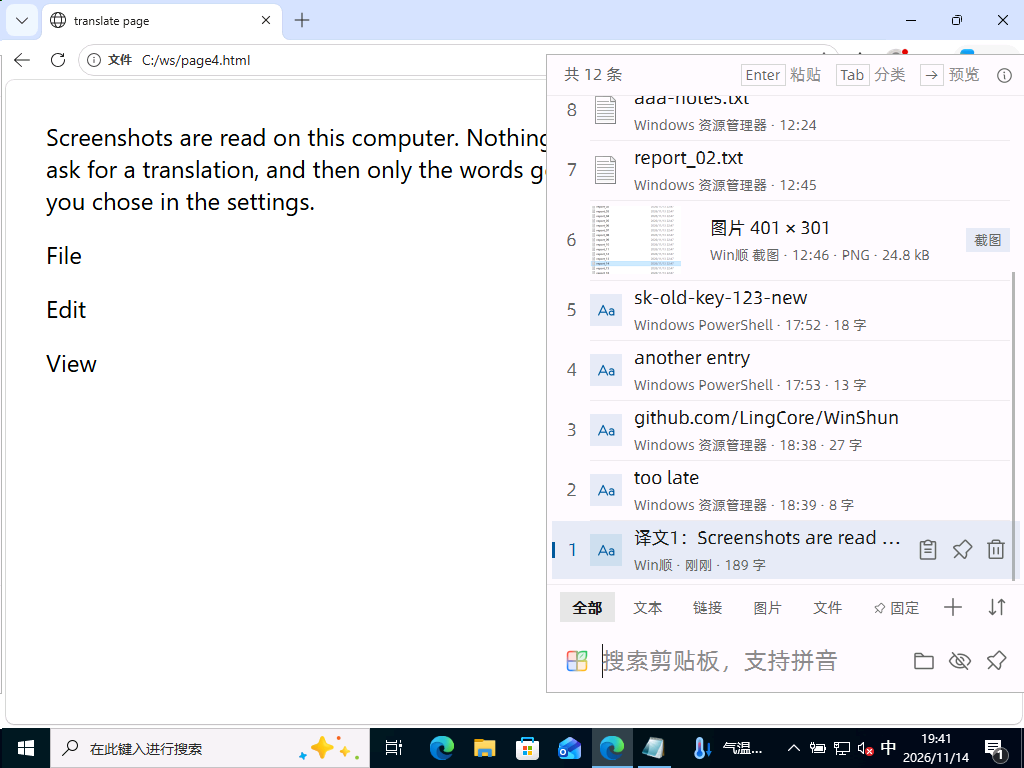 translate page
文件 C:/ws/page4.html
Screenshots are read on this computer. Nothing
ask for a translation, and then only the words
you chose in the settings.
File
Edit
View
共 12 条 Enter 粘贴 Tab 分类 → 预览
8 aaa-notes.txt
Windows 资源管理器 · 12:24
7 report_02.txt
Windows 资源管理器 · 12:45
6 图片 401 × 301
Win顺 截图 · 12:46 · PNG · 24.8 kB
截图
5 Aa sk-old-key-123-new
Windows PowerShell · 17:52 · 18 字
4 Aa another entry
Windows PowerShell · 17:53 · 13 字
3 Aa github.com/LingCore/WinShun
Windows 资源管理器 · 18:38 · 27 字
2 Aa too late
Windows 资源管理器 · 18:39 · 8 字
1 Aa 译文1：Screenshots are read ...
Win顺 · 刚刚 · 189 字
全部 文本 链接 图片 文件 固定
搜索剪贴板，支持拼音
在此键入进行搜索
气温... 中 19:41
2026/11/14
1